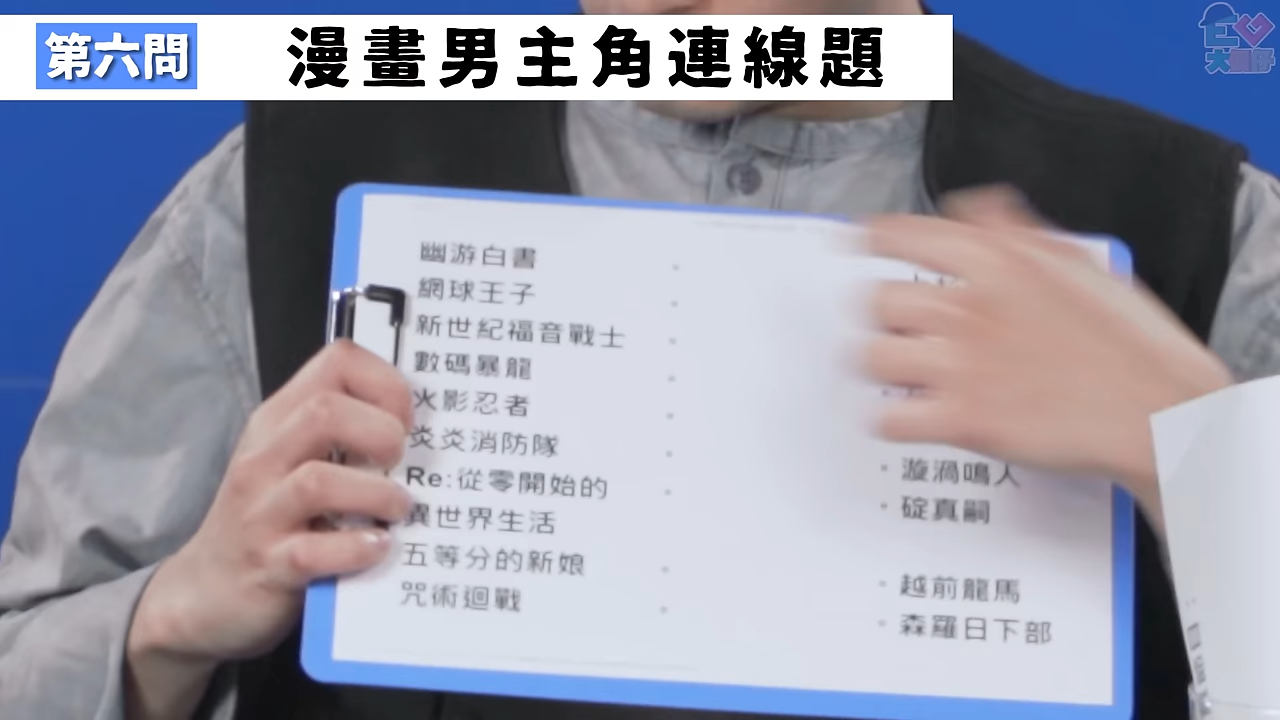 第六問
漫畫男主角連線題
幽游白書
網球王子
新世紀福音戰士
數碼暴龍
火影忍者
炎炎消防隊
Re:從零開始的
異世界生活
五等分的新娘
咒術迴戰
漩渦鳴人
碇真嗣
越前龍馬
森羅日下部